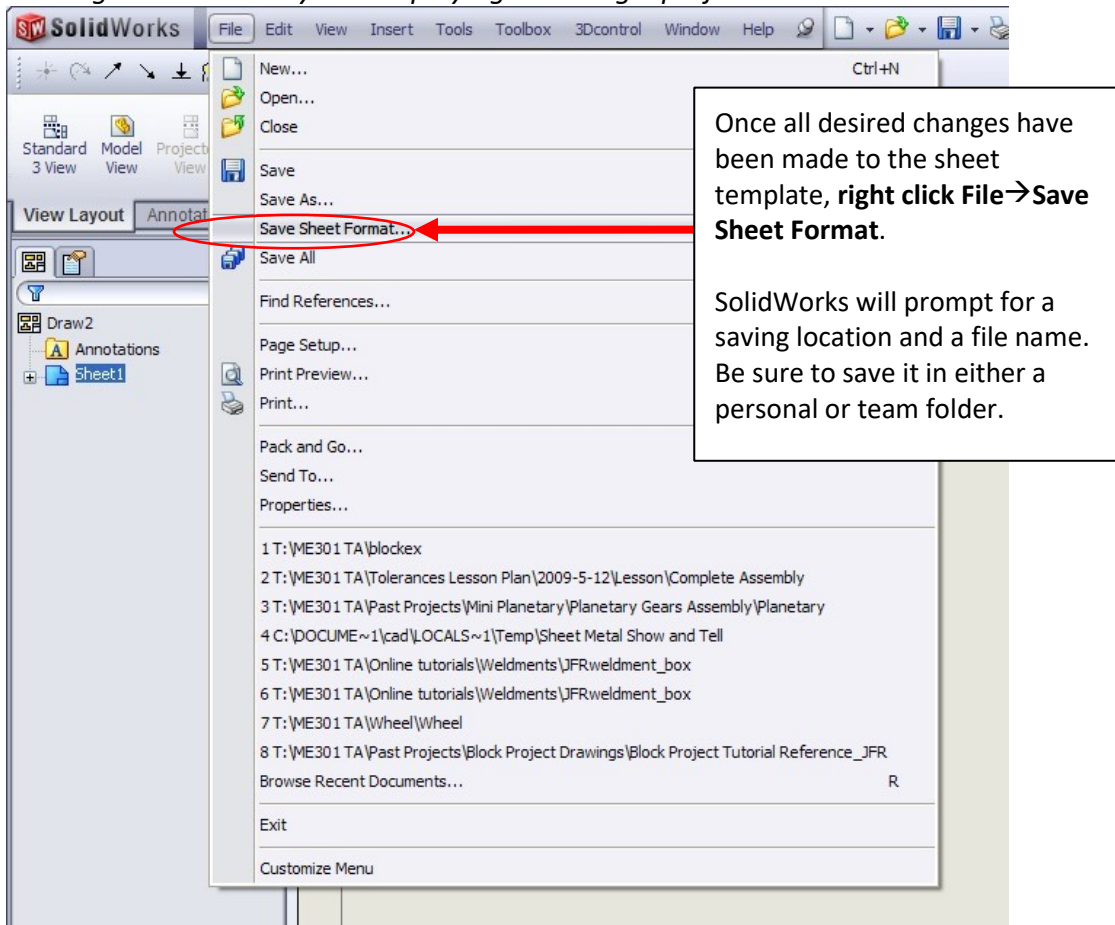 SolidWorks File Edit View Insert Tools Toolbox 3Dcontrol Window Help
New... Ctrl+N
Open...
Close
Standard 3 View
Model View
View
Save
Save As...
View Layout
Save Sheet Format...
Save All
Find References...
Draw2
Annotations
Sheet1
Page Setup...
Print Preview...
Print...
Pack and Go...
Send To...
Properties...
1 T:\ME301 TA\blockex
2 T:\ME301 TA\Tolerances Lesson Plan\2009-5-12\Lesson\Complete Assembly
3 T:\ME301 TA\Past Projects\Mini Planetary\Planetary Gears Assembly\Planetary
4 C:\DOCUME~1\cad\LOCALS~1\Temp\Sheet Metal Show and Tell
5 T:\ME301 TA\Online tutorials\Weldments\JFRweldment_box
6 T:\ME301 TA\Online tutorials\Weldments\JFRweldment_box
7 T:\ME301 TA\Wheel\Wheel
8 T:\ME301 TA\Past Projects\Block Project Drawings\Block Project Tutorial Reference_JFR
Browse Recent Documents... R
Exit
Customize Menu
Once all desired changes have
been made to the sheet
template, right click File→Save
Sheet Format.
SolidWorks will prompt for a
saving location and a file name.
Be sure to save it in either a
personal or team folder.